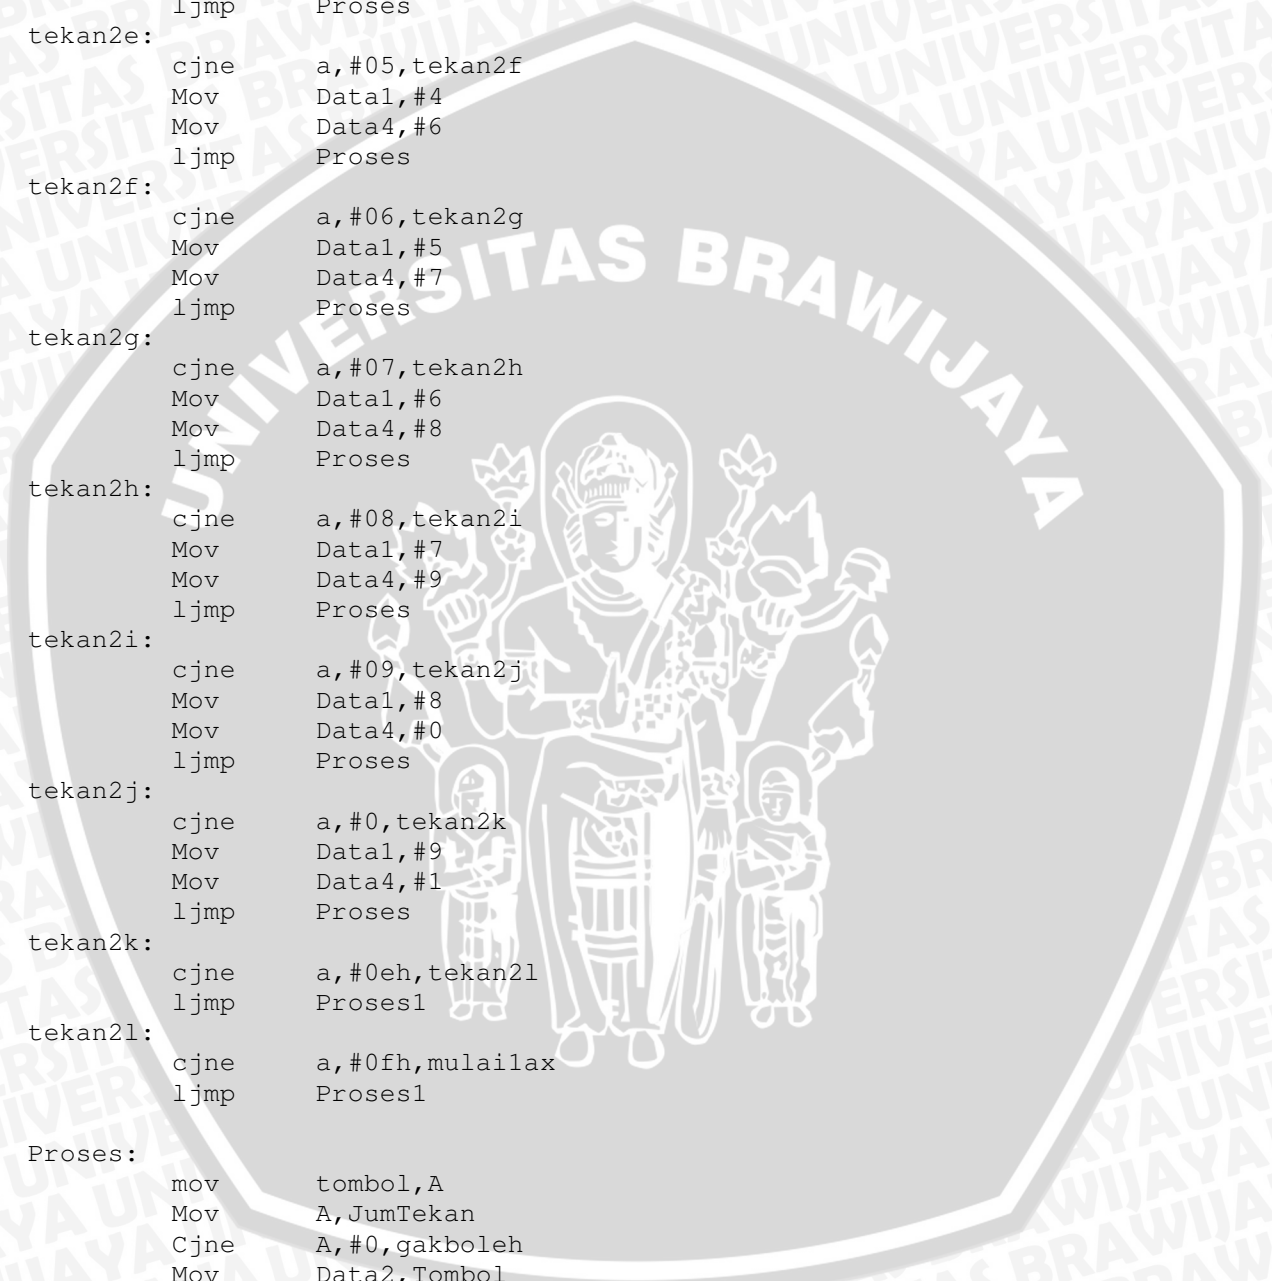 ljmp Proses
tekan2e:
cjne a,#05,tekan2f
Mov Data1,#4
Mov Data4,#6
ljmp Proses
tekan2f:
cjne a,#06,tekan2g
Mov Data1,#5
Mov Data4,#7
ljmp Proses
tekan2g:
cjne a,#07,tekan2h
Mov Data1,#6
Mov Data4,#8
ljmp Proses
tekan2h:
cjne a,#08,tekan2i
Mov Data1,#7
Mov Data4,#9
ljmp Proses
tekan2i:
cjne a,#09,tekan2j
Mov Data1,#8
Mov Data4,#0
ljmp Proses
tekan2j:
cjne a,#0,tekan2k
Mov Data1,#9
Mov Data4,#1
ljmp Proses
tekan2k:
cjne a,#0eh,tekan2l
ljmp Proses1
tekan2l:
cjne a,#0fh,mulai1ax
ljmp Proses1
Proses:
mov tombol,A
Mov A,JumTekan
Cjne A,#0,gakboleh
Mov Data2,Tombol
UNIVERSITAS BRAWIJAYA